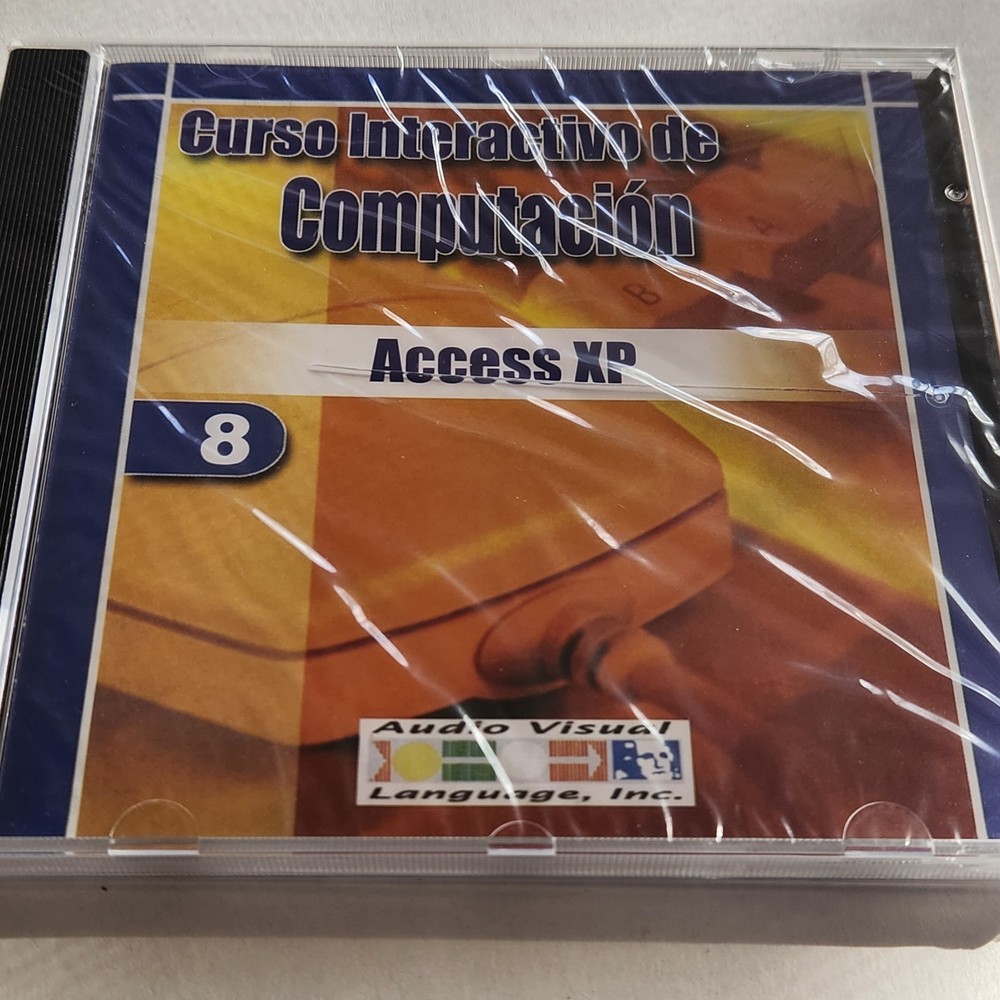 Curso Interactivo de
Computación
Access XP
8
B
A
Audio Visual
Language, Inc.